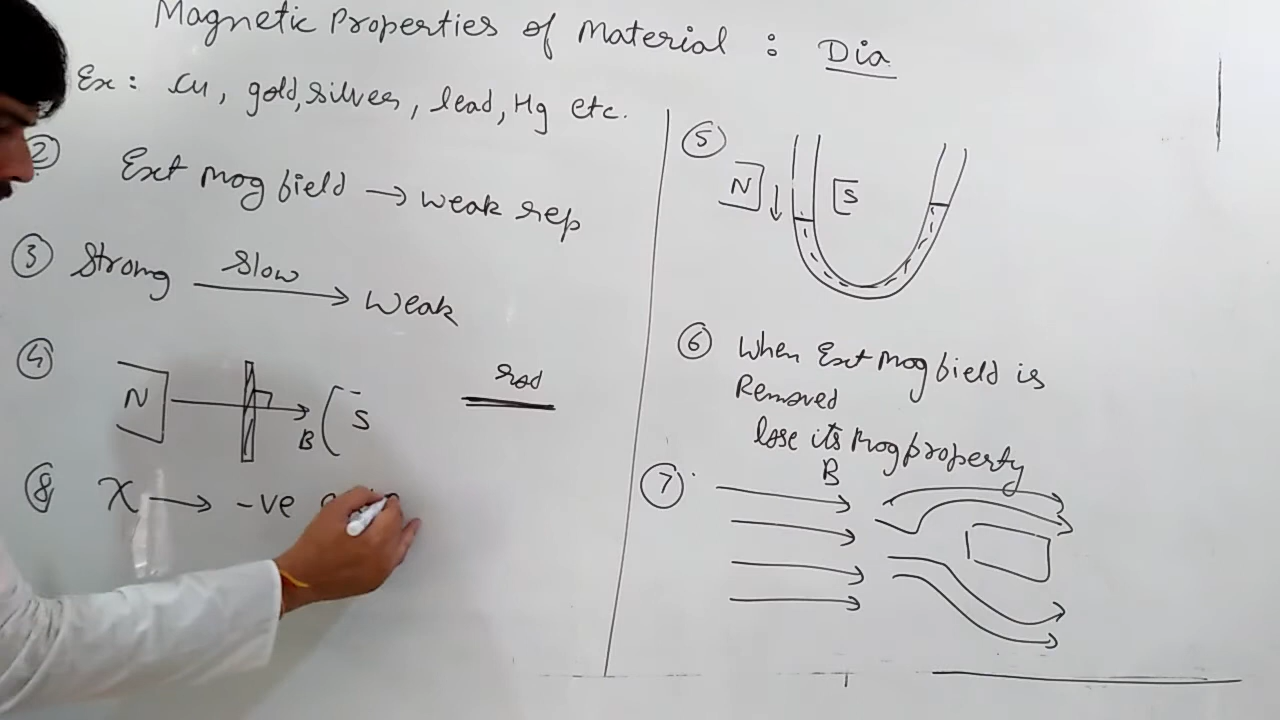 Magnetic Properties of Material : Dia
Ex : Cu, gold, silver, lead, Hg etc.
② Ext mag field → weak rep
③ Strong slow → Weak
④ N B S
rod
⑧ χ → -ve
⑤ N ↓ S
⑥ When Ext mag field is
Removed
lose its mag property
⑦ B